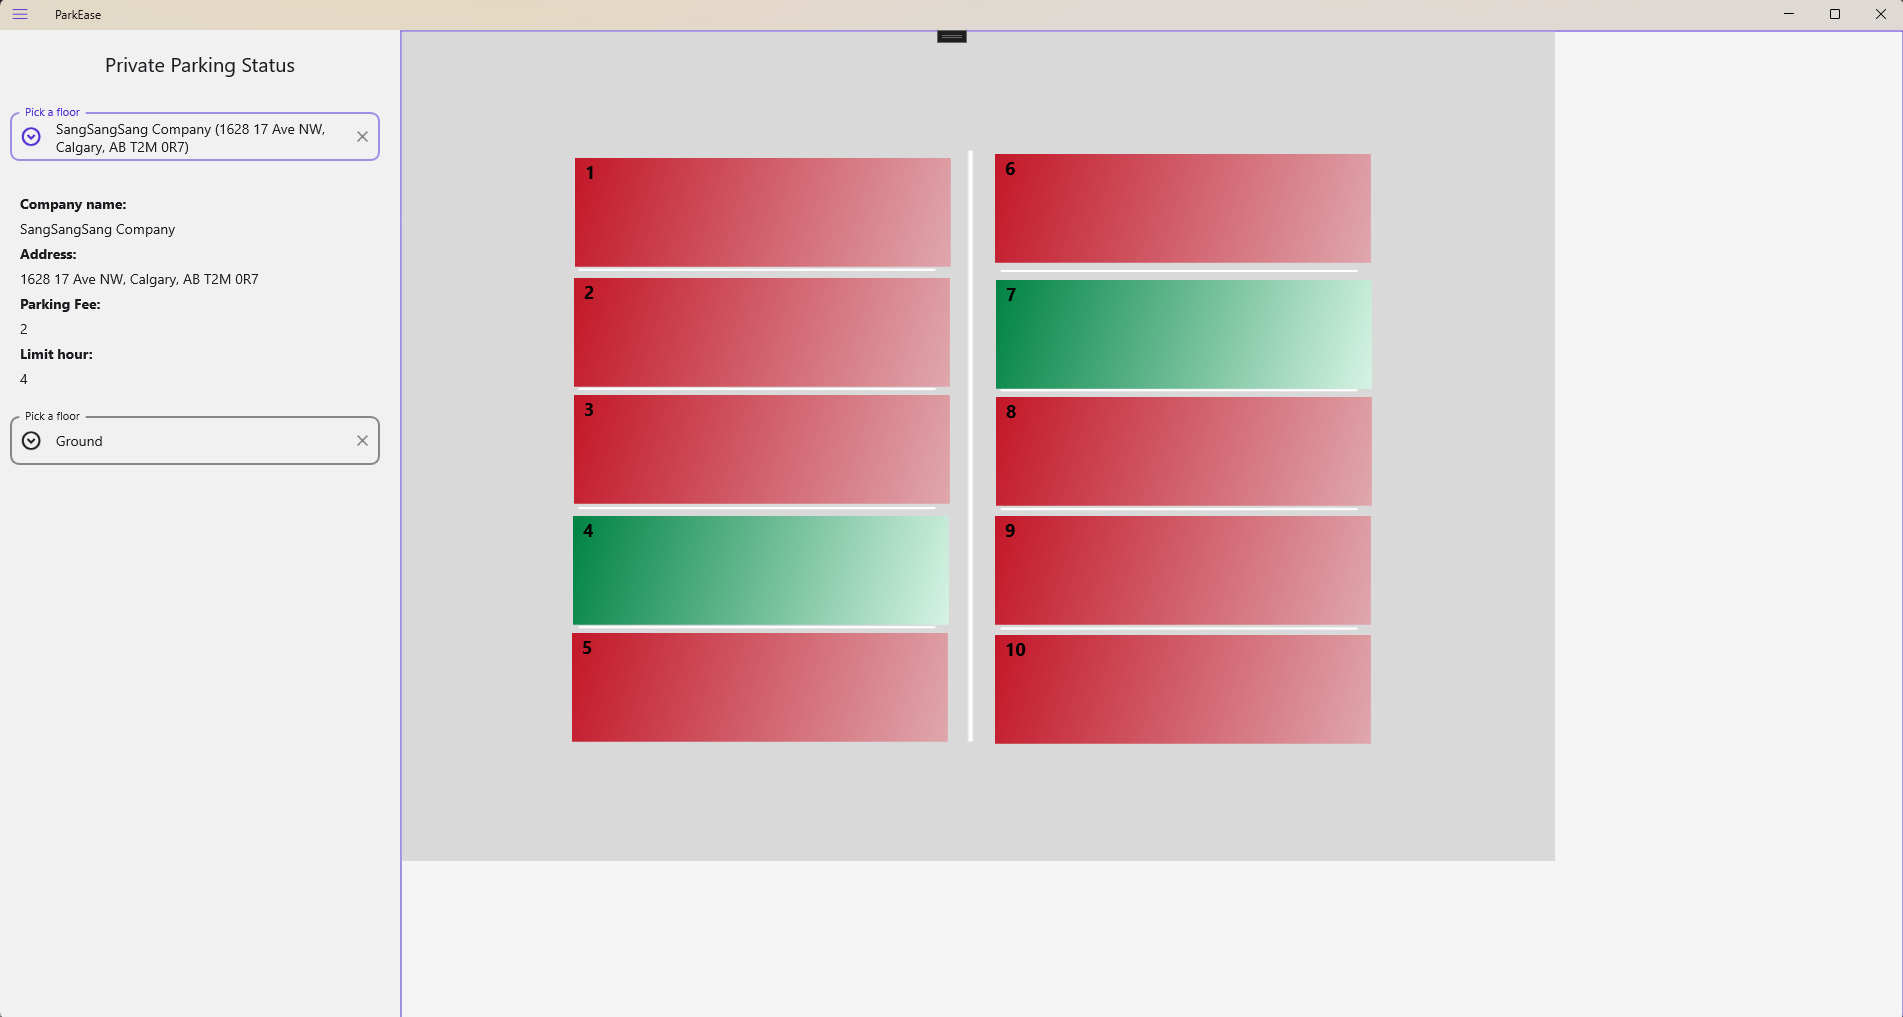 ParkEase
Private Parking Status
Pick a floor
SangSangSang Company (1628 17 Ave NW,
Calgary, AB T2M 0R7)
Company name:
SangSangSang Company
Address:
1628 17 Ave NW, Calgary, AB T2M 0R7
Parking Fee:
2
Limit hour:
4
Pick a floor
Ground
1
2
3
4
5
6
7
8
9
10